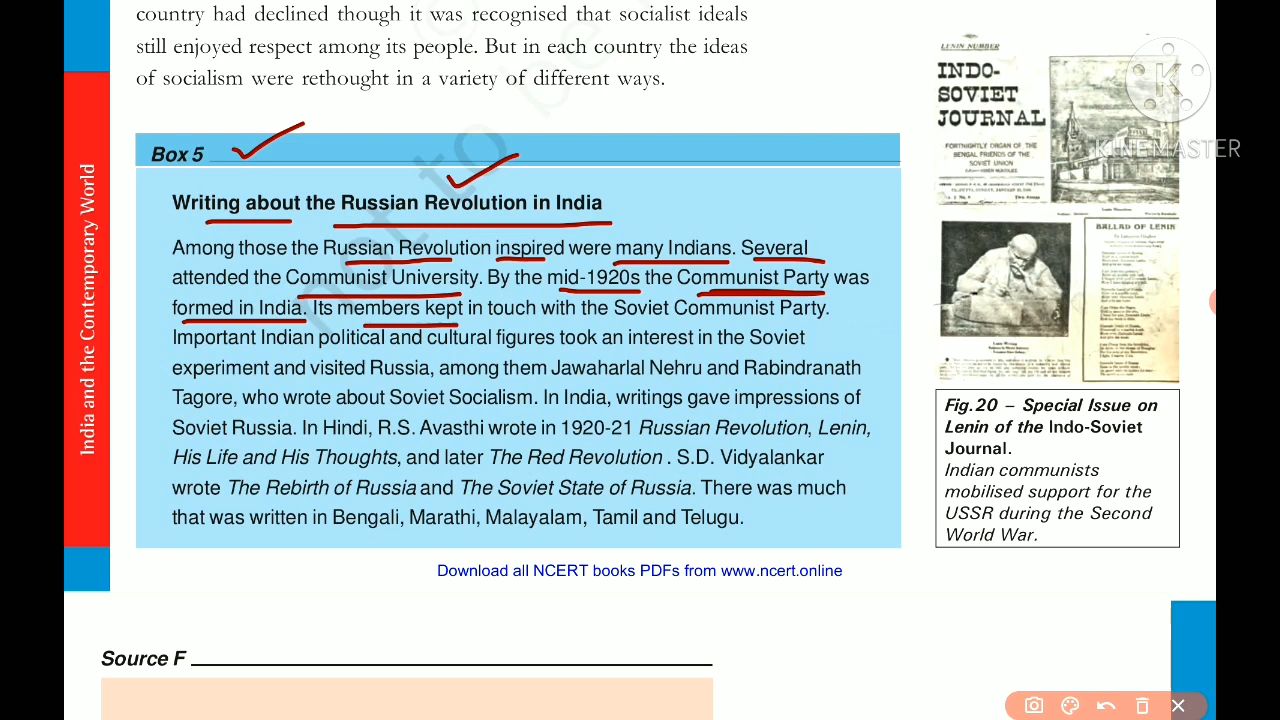 country had declined though it was recognised that socialist ideals
still enjoyed respect among its people. But in each country the ideas
of socialism were rethought in a variety of different ways.
Box 5
Writing about the Russian Revolution in India
Among those the Russian Revolution inspired were many Indians. Several
attended the Communist University. By the mid-1920s the Communist Party was
formed in India. Its members kept in touch with the Soviet Communist Party.
Important Indian political and cultural figures took an interest in the Soviet
experiment and visited Russia, among them Jawaharlal Nehru and Rabindranath
Tagore, who wrote about Soviet Socialism. In India, writings gave impressions of
Soviet Russia. In Hindi, R.S. Avasthi wrote in 1920-21 Russian Revolution, Lenin,
His Life and His Thoughts, and later The Red Revolution . S.D. Vidyalankar
wrote The Rebirth of Russia and The Soviet State of Russia. There was much
that was written in Bengali, Marathi, Malayalam, Tamil and Telugu.
Download all NCERT books PDFs from www.ncert.online
Source F
India and the Contemporary World
LENIN NUMBER
INDO-
SOVIET
JOURNAL
FORTNIGHTLY ORGAN OF THE
BENGAL FRIENDS OF THE
SOVIET UNION
K
KINEMASTER
BALLAD OF LENIN
Fig.20 – Special Issue on
Lenin of the Indo-Soviet
Journal.
Indian communists
mobilised support for the
USSR during the Second
World War.